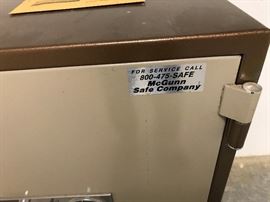 FOR SERVICE CALL
800-475-SAFE
McGunn
Safe Company